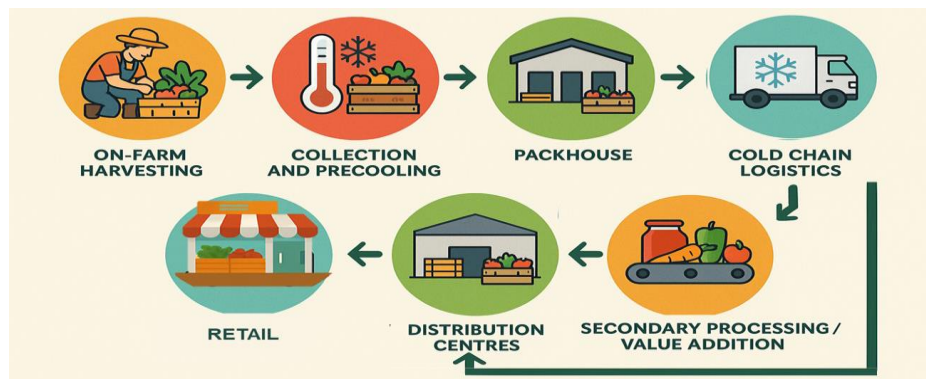 ON-FARM
HARVESTING
COLLECTION
AND PRECOOLING
PACKHOUSE
COLD CHAIN
LOGISTICS
SECONDARY PROCESSING/
VALUE ADDITION
DISTRIBUTION
CENTRES
RETAIL